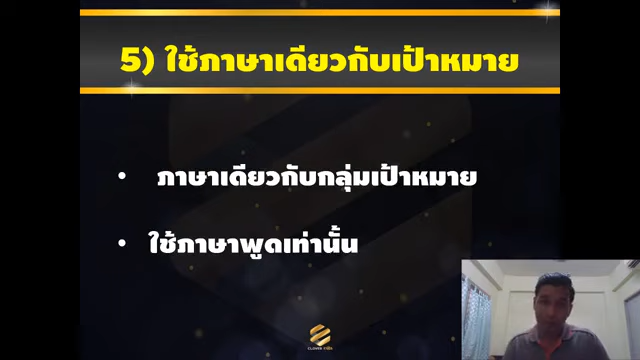 5) ใช้ภาษาเดียวกับเป้าหมาย
• ภาษาเดียวกับกลุ่มเป้าหมาย
• ใช้ภาษาพูดเท่านั้น